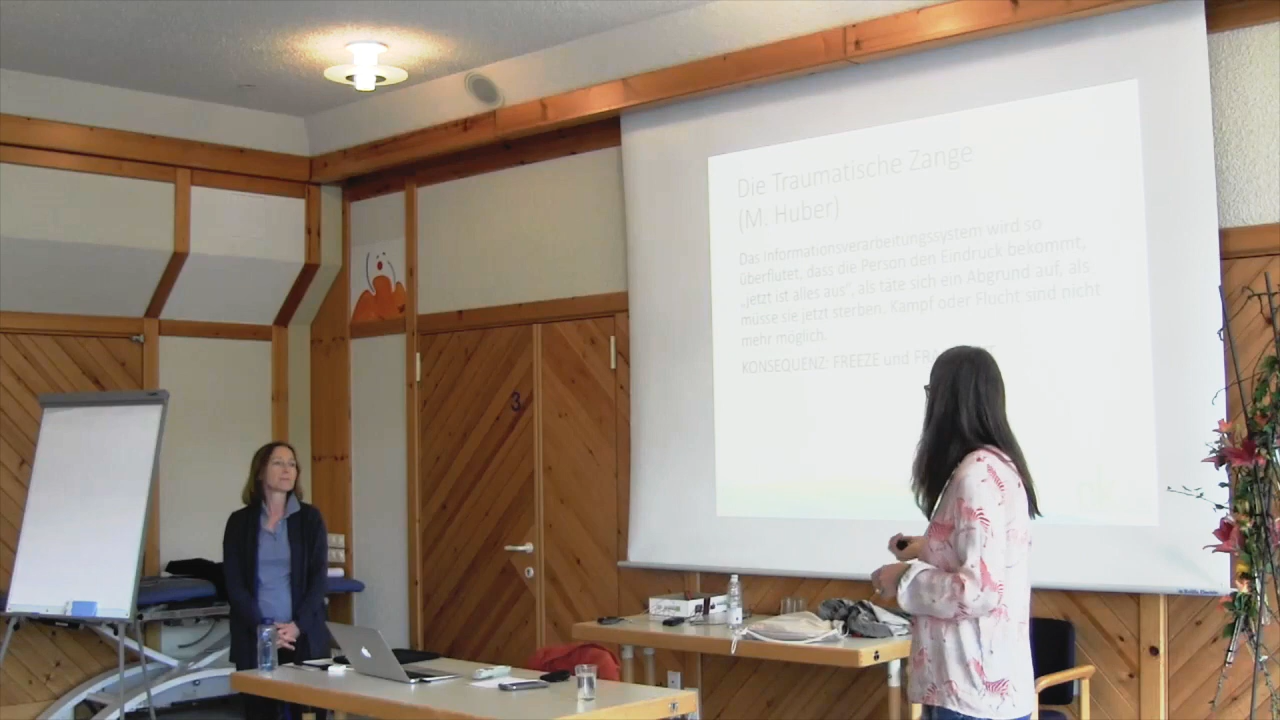 Die Traumatische Zange
(M. Huber)
Das Informationsverarbeitungssystem wird so
überflutet, dass die Person den Eindruck bekommt,
„jetzt ist alles aus“, als täte sich ein Abgrund auf, als
müsse sie jetzt sterben. Kampf oder Flucht sind nicht
mehr möglich.
KONSEQUENZ: FREEZE und
3